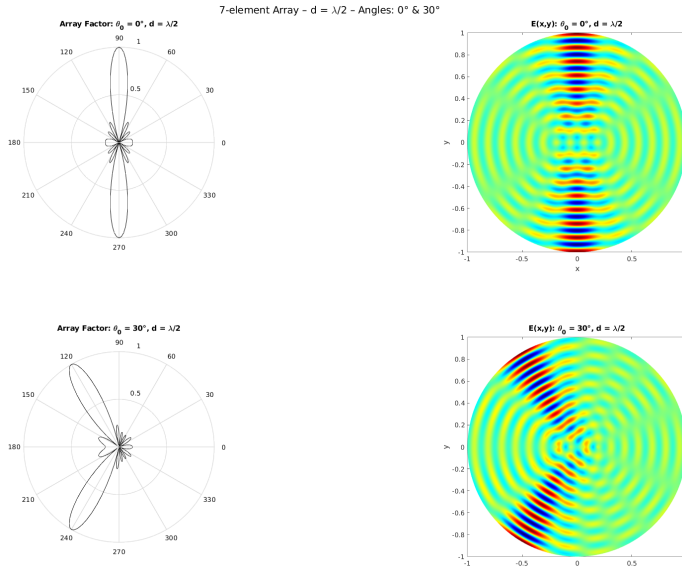 7-element Array – d = λ/2 – Angles: 0° & 30°
Array Factor: θ0 = 0°, d = λ/2
90
120 1 60
150 0.5 30
180 0
210 330
240 300
270
E(x,y): θ0 = 0°, d = λ/2
1
0.8
0.6
0.4
0.2
y 0
-0.2
-0.4
-0.6
-0.8
-1
-1 -0.5 0 0.5
x
Array Factor: θ0 = 30°, d = λ/2
90
120 1 60
150 0.5 30
180 0
210 330
240 300
270
E(x,y): θ0 = 30°, d = λ/2
1
0.8
0.6
0.4
0.2
y 0
-0.2
-0.4
-0.6
-0.8
-1
-1 -0.5 0 0.5